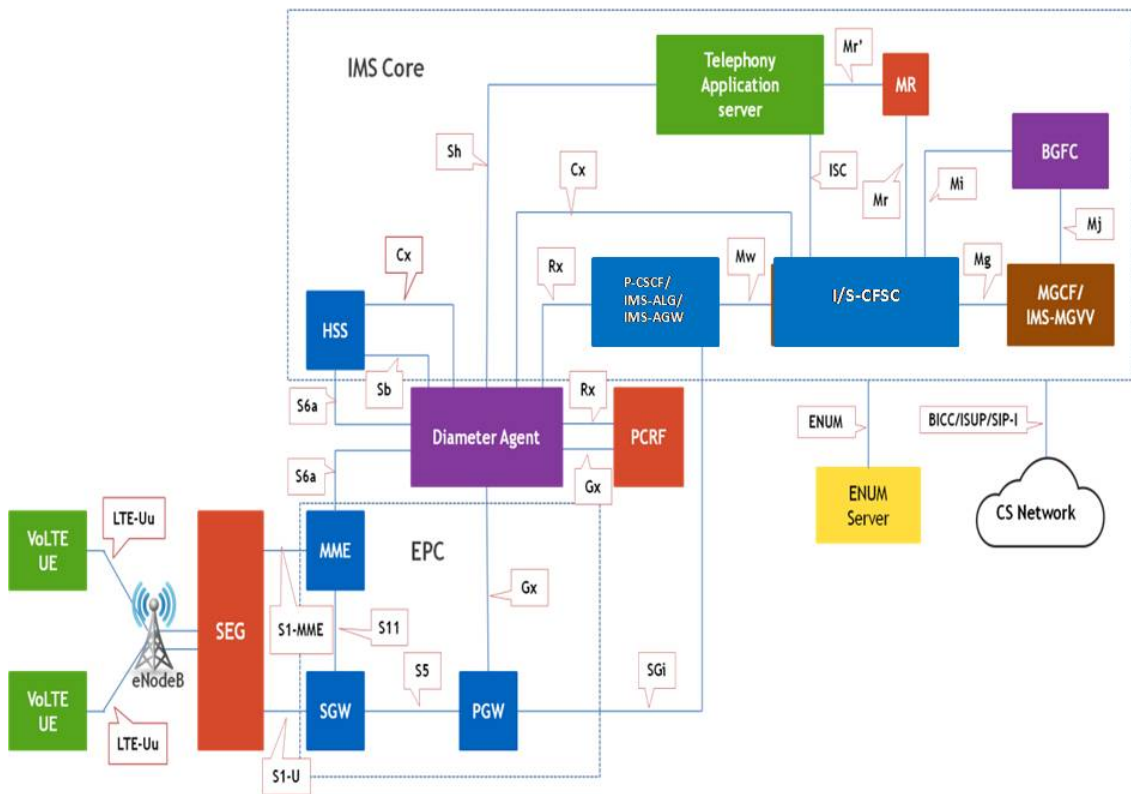 IMS Core
Telephony
Application
server
Mr'
MR
BGFC
Sh
Cx
ISC
Mr
Mi
Mj
Cx
Rx
P-CSCF/
IMS-ALG/
IMS-AGW
Mw
I/S-CFSC
Mg
MGCF/
IMS-MGVV
HSS
Sb
S6a
Diameter Agent
Rx
PCRF
Gx
ENUM
BICC/ISUP/SIP-I
S6a
ENUM
Server
CS Network
VoLTE
UE
LTE-Uu
SEG
MME
EPC
Gx
eNodeB
S1-MME
S11
VoLTE
UE
LTE-Uu
SGW
S5
PGW
SGi
S1-U